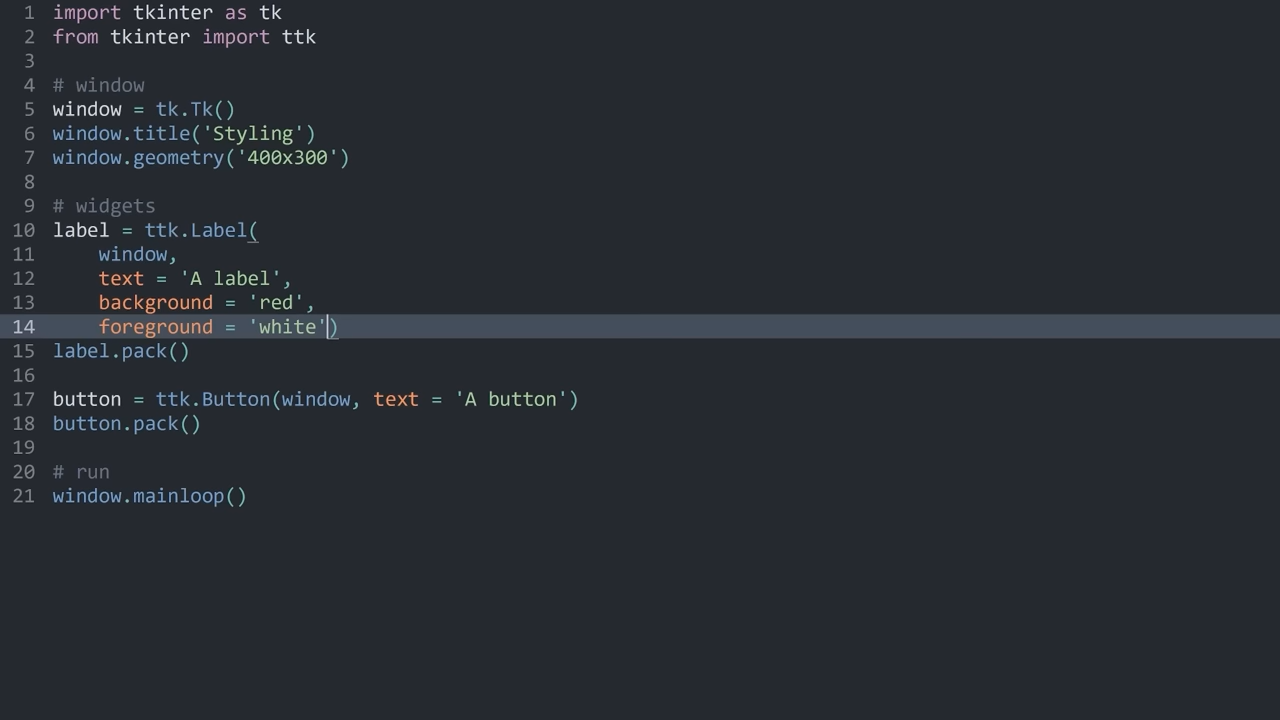 1 import tkinter as tk
2 from tkinter import ttk
3
4 # window
5 window = tk.Tk()
6 window.title('Styling')
7 window.geometry('400x300')
8
9 # widgets
10 label = ttk.Label(
11     window,
12     text = 'A label',
13     background = 'red',
14     foreground = 'white')
15 label.pack()
16
17 button = ttk.Button(window, text = 'A button')
18 button.pack()
19
20 # run
21 window.mainloop()